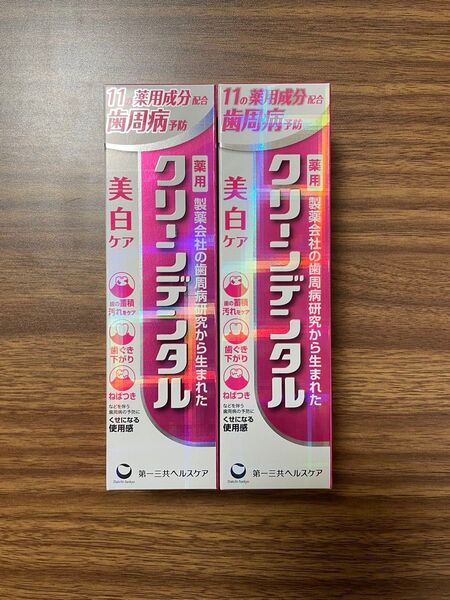 11の薬用成分配合
歯周病予防
薬用
クリーンデンタル
製薬会社の歯周病研究から生まれた
美白
ケア
歯の蓄積
汚れをケア
歯ぐき
下がり
ねばつき
などを伴う
歯周病の予防に
くせになる
使用感
Daiichi-Sankyo
第一三共ヘルスケア
11の薬用成分配合
歯周病予防
薬用
クリーンデンタル
製薬会社の歯周病研究から生まれた
美白
ケア
歯の蓄積
汚れをケア
歯ぐき
下がり
ねばつき
などを伴う
歯周病の予防に
くせになる
使用感
Daiichi-Sankyo
第一三共ヘルスケア